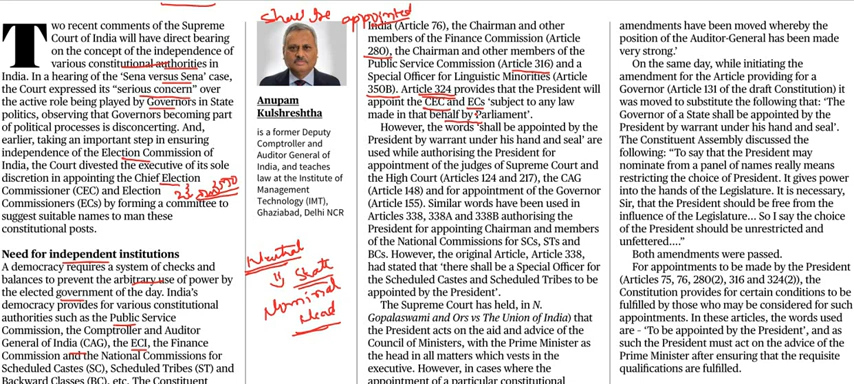 Two recent comments of the Supreme
Court of India will have direct bearing
on the concept of the independence of
various constitutional authorities in
India. In a hearing of the 'Sena versus Sena' case,
the Court expressed its "serious concern" over
the active role being played by Governors in State
politics, observing that Governors becoming part
of political processes is disconcerting. And,
earlier, taking an important step in ensuring
independence of the Election Commission of
India, the Court divested the executive of its sole
discretion in appointing the Chief Election
Commissioner (CEC) and Election
Commissioners (ECs) by forming a committee to
suggest suitable names to man these
constitutional posts.
Need for independent institutions
A democracy requires a system of checks and
balances to prevent the arbitrary use of power by
the elected government of the day. India's
democracy provides for various constitutional
authorities such as the Public Service
Commission, the Comptroller and Auditor
General of India (CAG), the ECI, the Finance
Commission and the National Commissions for
Scheduled Castes (SC), Scheduled Tribes (ST) and
Backward Classes (BC), etc. The Constituent
Shall be appointed
Anupam
Kulshreshtha
is a former Deputy
Comptroller and
Auditor General of
India, and teaches
law at the Institute of
Management
Technology (IMT),
Ghaziabad, Delhi NCR
Neutral
State
Nominal
Head
India (Article 76), the Chairman and other
members of the Finance Commission (Article
280), the Chairman and other members of the
Public Service Commission (Article 316) and a
Special Officer for Linguistic Minorities (Article
350B). Article 324 provides that the President will
appoint the CEC and ECs 'subject to any law
made in that behalf by Parliament'.
However, the words 'shall be appointed by the
President by warrant under his hand and seal' are
used while authorising the President for
appointment of the judges of Supreme Court and
the High Court (Articles 124 and 217), the CAG
(Article 148) and for appointment of the Governor
(Article 155). Similar words have been used in
Articles 338, 338A and 338B authorising the
President for appointing Chairman and members
of the National Commissions for SCs, STs and
BCs. However, the original Article, Article 338,
had stated that 'there shall be a Special Officer for
the Scheduled Castes and Scheduled Tribes to be
appointed by the President'.
The Supreme Court has held, in N.
Gopalaswami and Ors vs The Union of India) that
the President acts on the aid and advice of the
Council of Ministers, with the Prime Minister as
the head in all matters which vests in the
executive. However, in cases where the
appointment of a particular constitutional
amendments have been moved whereby the
position of the Auditor-General has been made
very strong.'
On the same day, while initiating the
amendment for the Article providing for a
Governor (Article 131 of the draft Constitution) it
was moved to substitute the following that: 'The
Governor of a State shall be appointed by the
President by warrant under his hand and seal'.
The Constituent Assembly discussed the
following: "To say that the President may
nominate from a panel of names really means
restricting the choice of President. It gives power
into the hands of the Legislature. It is necessary,
Sir, that the President should be free from the
influence of the Legislature... So I say the choice
of the President should be unrestricted and
unfettered...."
Both amendments were passed.
For appointments to be made by the President
(Articles 75, 76, 280(2), 316 and 324(2)), the
Constitution provides for certain conditions to be
fulfilled by those who may be considered for such
appointments. In these articles, the words used
are – 'To be appointed by the President', and as
such the President must act on the advice of the
Prime Minister after ensuring that the requisite
qualifications are fulfilled.